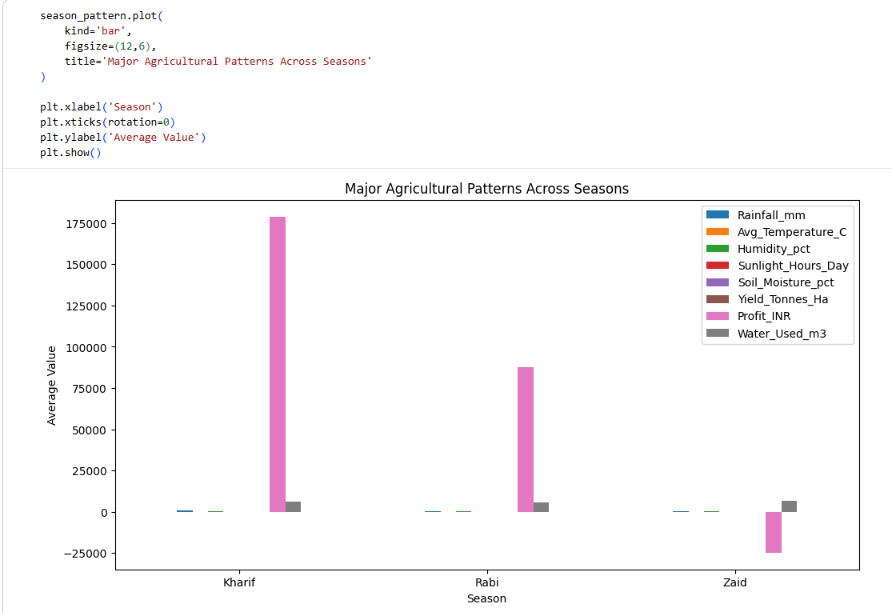 season_pattern.plot(
kind='bar',
figsize=(12,6),
title='Major Agricultural Patterns Across Seasons'
)
plt.xlabel('Season')
plt.xticks(rotation=0)
plt.ylabel('Average Value')
plt.show()
Major Agricultural Patterns Across Seasons
175000
150000
125000
100000
75000
50000
25000
0
−25000
Average Value
Rainfall_mm
Avg_Temperature_C
Humidity_pct
Sunlight_Hours_Day
Soil_Moisture_pct
Yield_Tonnes_Ha
Profit_INR
Water_Used_m3
Kharif
Rabi
Zaid
Season